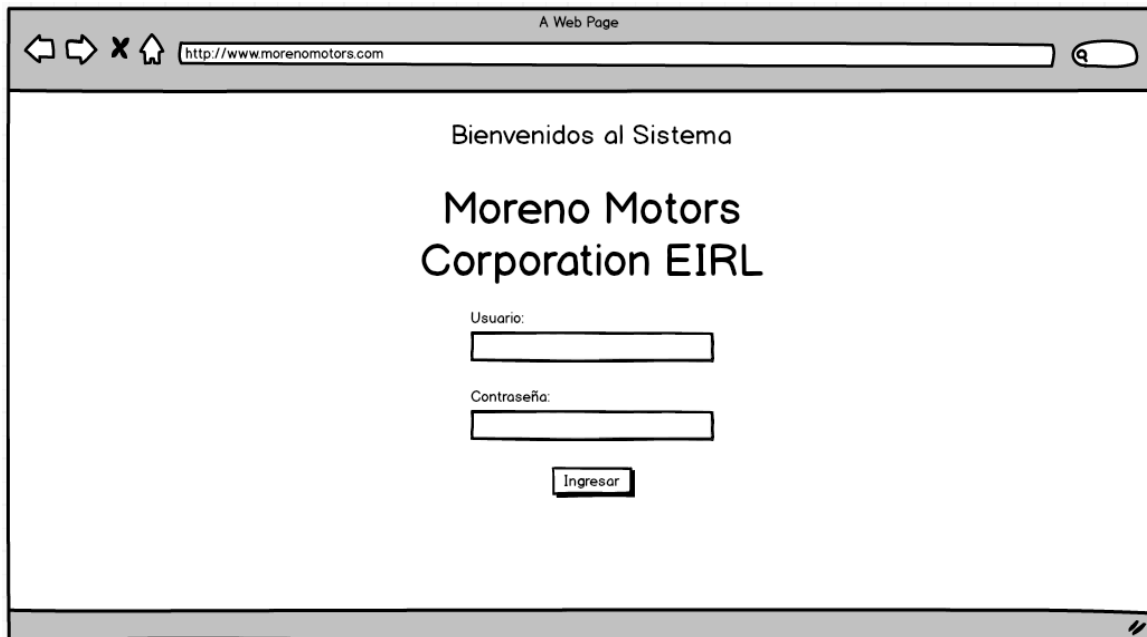 A Web Page
http://www.morenomotors.com
Bienvenidos al Sistema
Moreno Motors
Corporation EIRL
Usuario:
Contraseña:
Ingresar